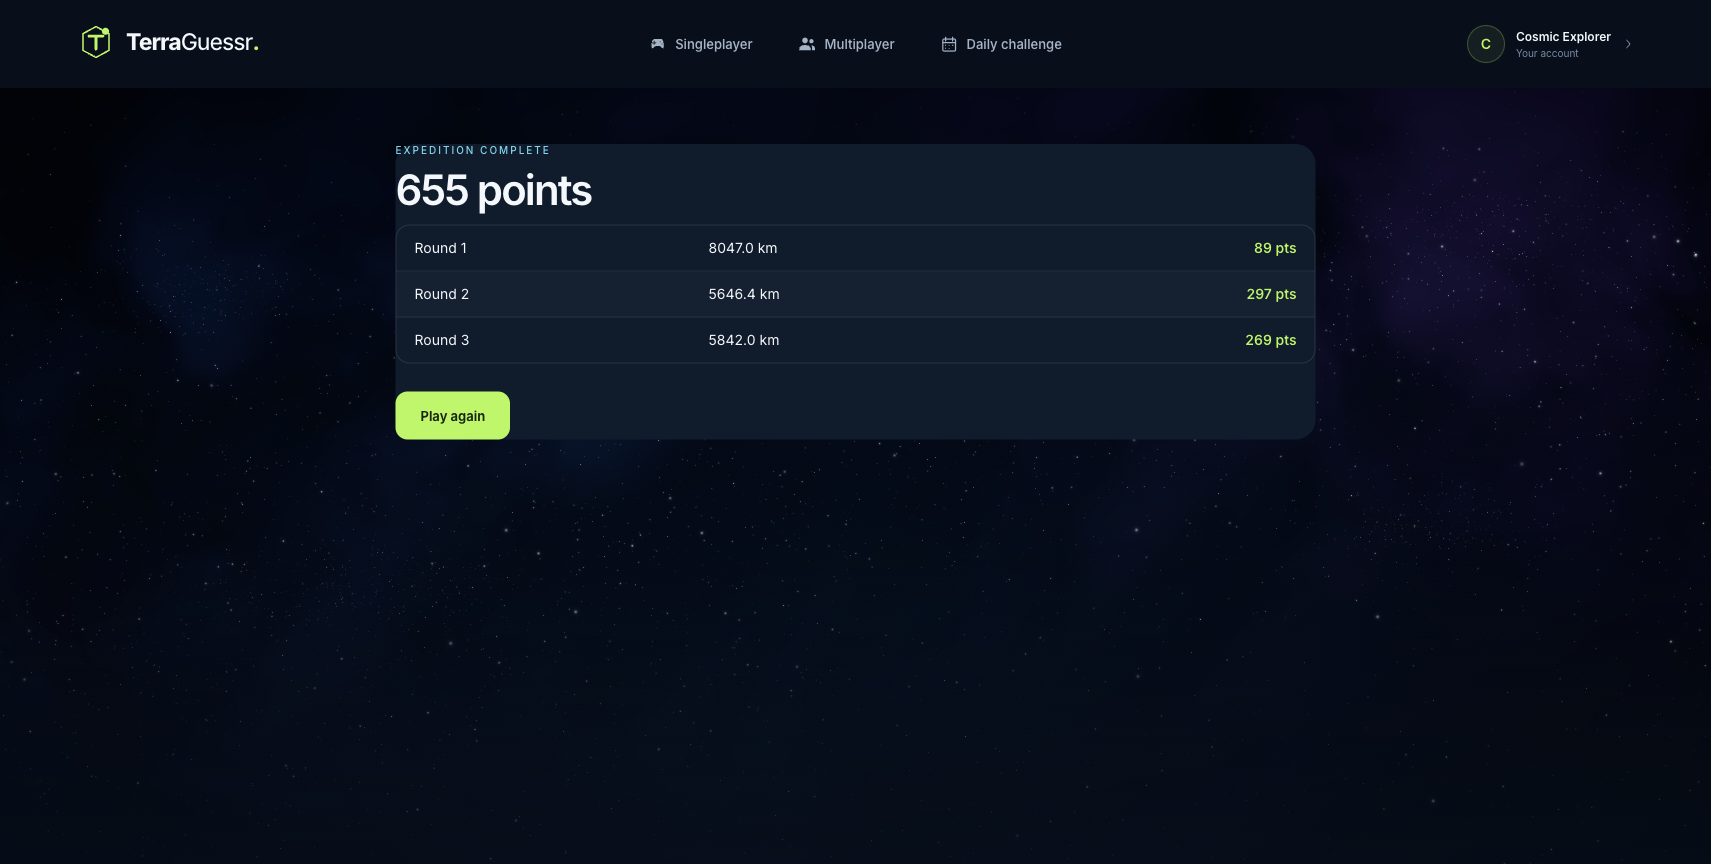 TerraGuessr.
Singleplayer
Multiplayer
Daily challenge
C
Cosmic Explorer
Your account
EXPEDITION COMPLETE
655 points
Round 1 8047.0 km 89 pts
Round 2 5646.4 km 297 pts
Round 3 5842.0 km 269 pts
Play again